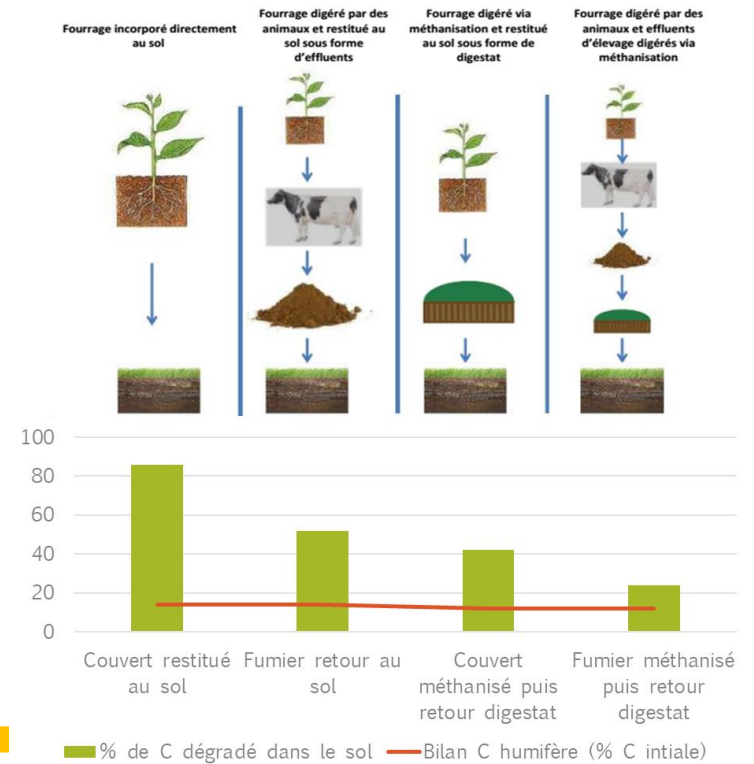 Fourrage incorporé directement
au sol
Fourrage digéré par des
animaux et restitué au
sol sous forme
d'effluents
Fourrage digéré via
méthanisation et restitué
au sol sous forme de
digestat
Fourrage digéré par des
animaux et effluents
d'élevage digérés via
méthanisation
100
80
60
40
20
0
Couvert restitué
au sol
Fumier retour au
sol
Couvert
méthanisé puis
retour digestat
Fumier méthanisé
puis retour
digestat
% de C dégradé dans le sol
Bilan C humifère (% C intiale)